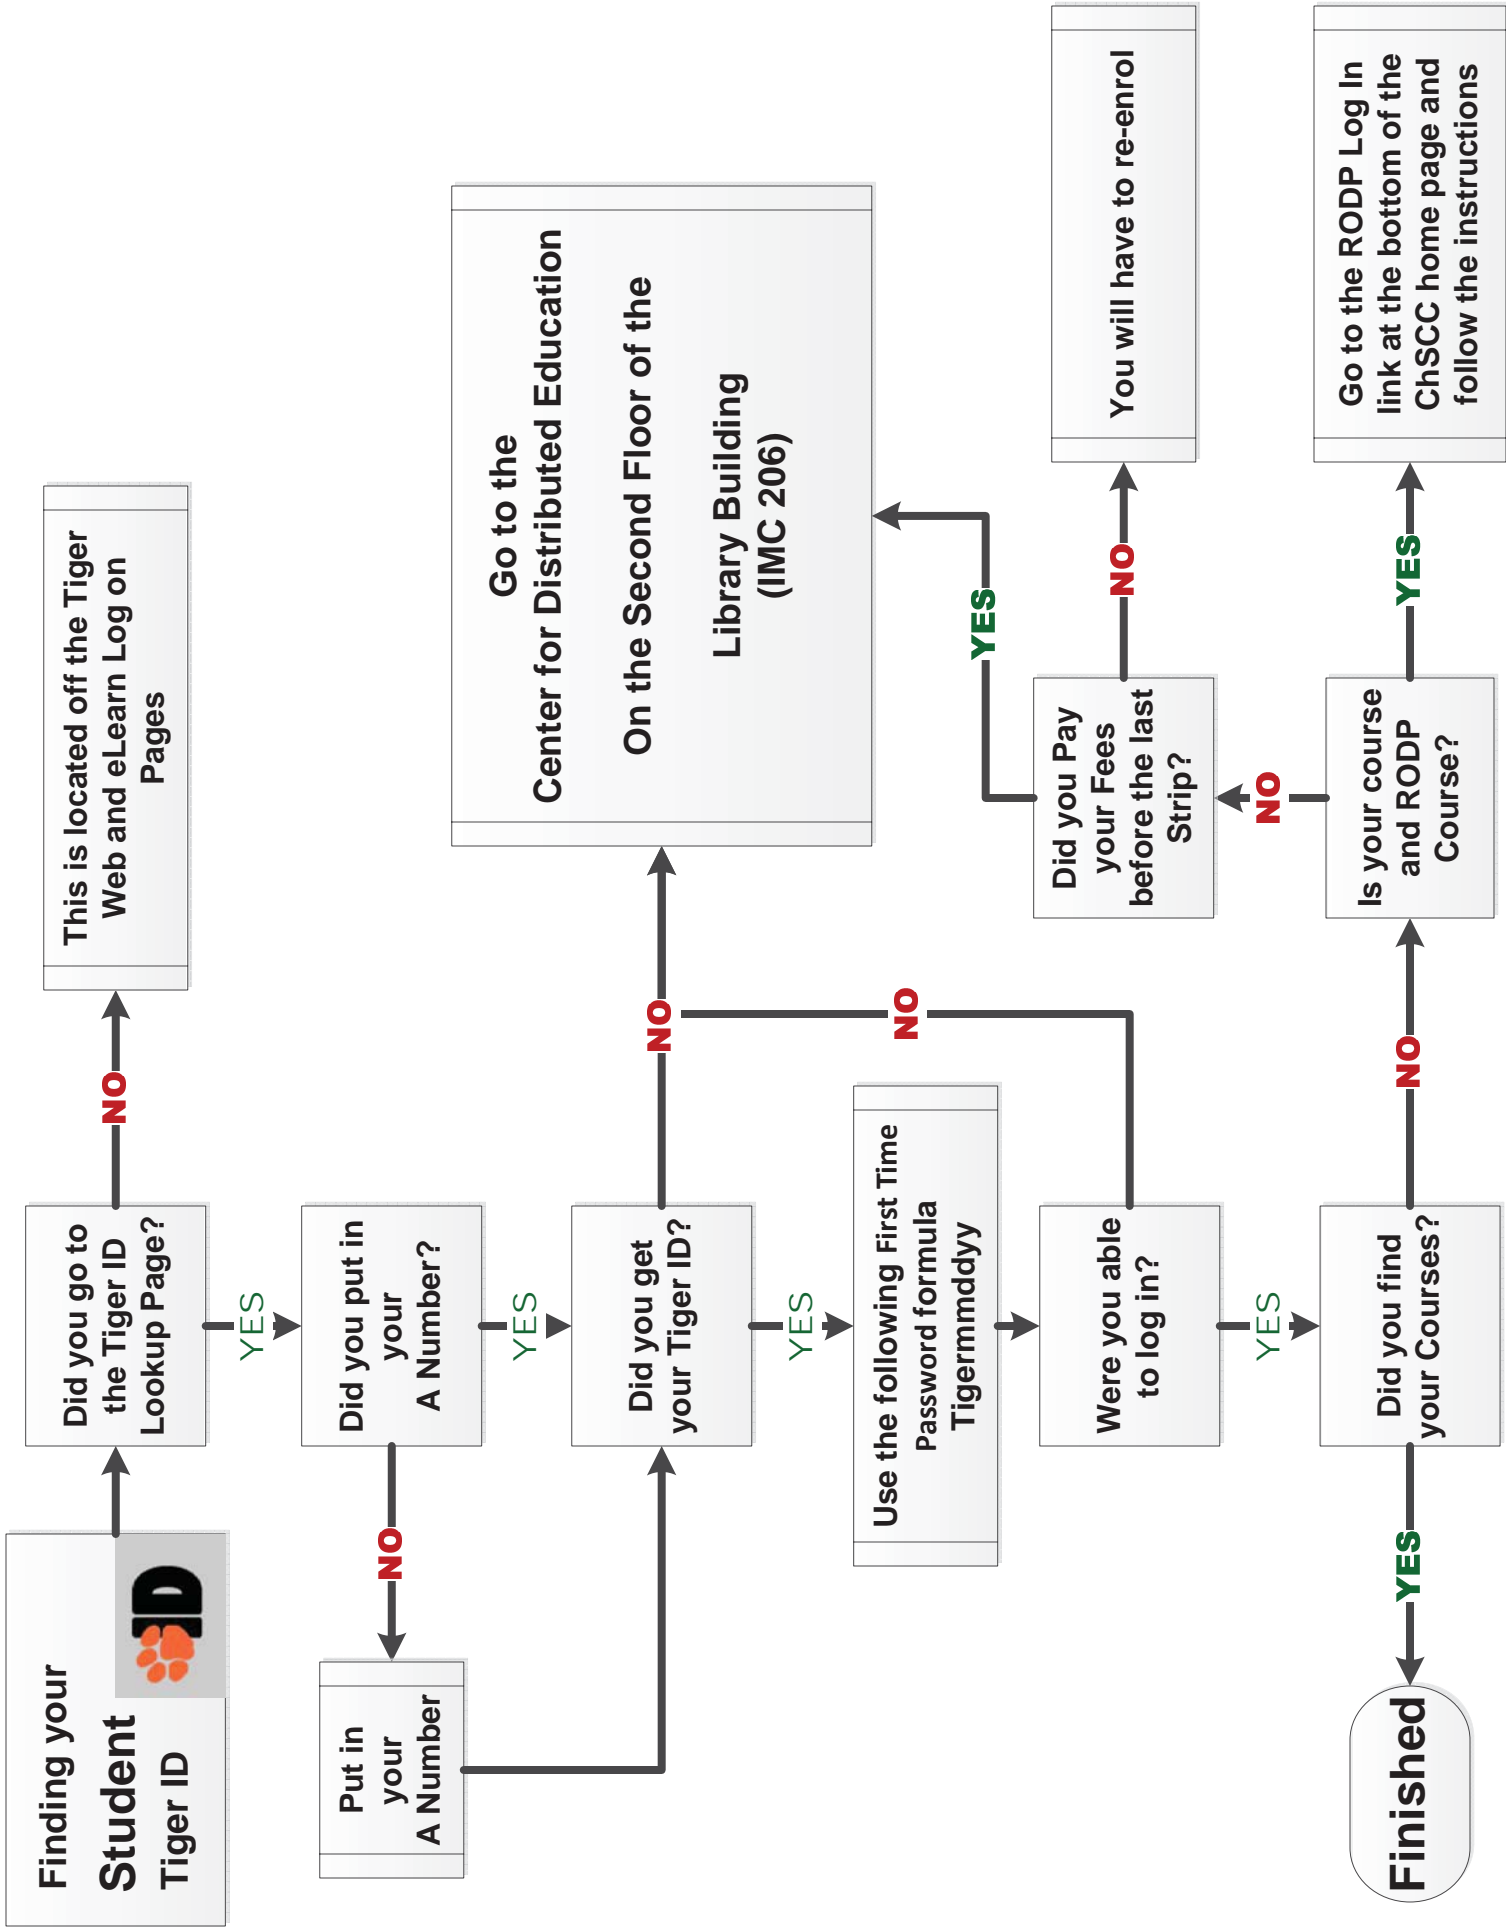 Finding your
Student
Tiger ID
ID
Did you go to
the Tiger ID
Lookup Page?
NO
This is located off the Tiger
Web and eLearn Log on
Pages
YES
Did you put in
your
A Number?
NO
Put in
your
A Number
YES
Did you get
your Tiger ID?
NO
Go to the
Center for Distributed Education
On the Second Floor of the
Library Building
(IMC 206)
YES
Use the following First Time
Password formula
Tigermmddyy
Were you able
to log in?
NO
YES
Did you find
your Courses?
YES
Finished
NO
Is your course
and RODP
Course?
YES
Go to the RODP Log In
link at the bottom of the
ChSCC home page and
follow the instructions
NO
Did you Pay
your Fees
before the last
Strip?
YES
NO
You will have to re-enrol